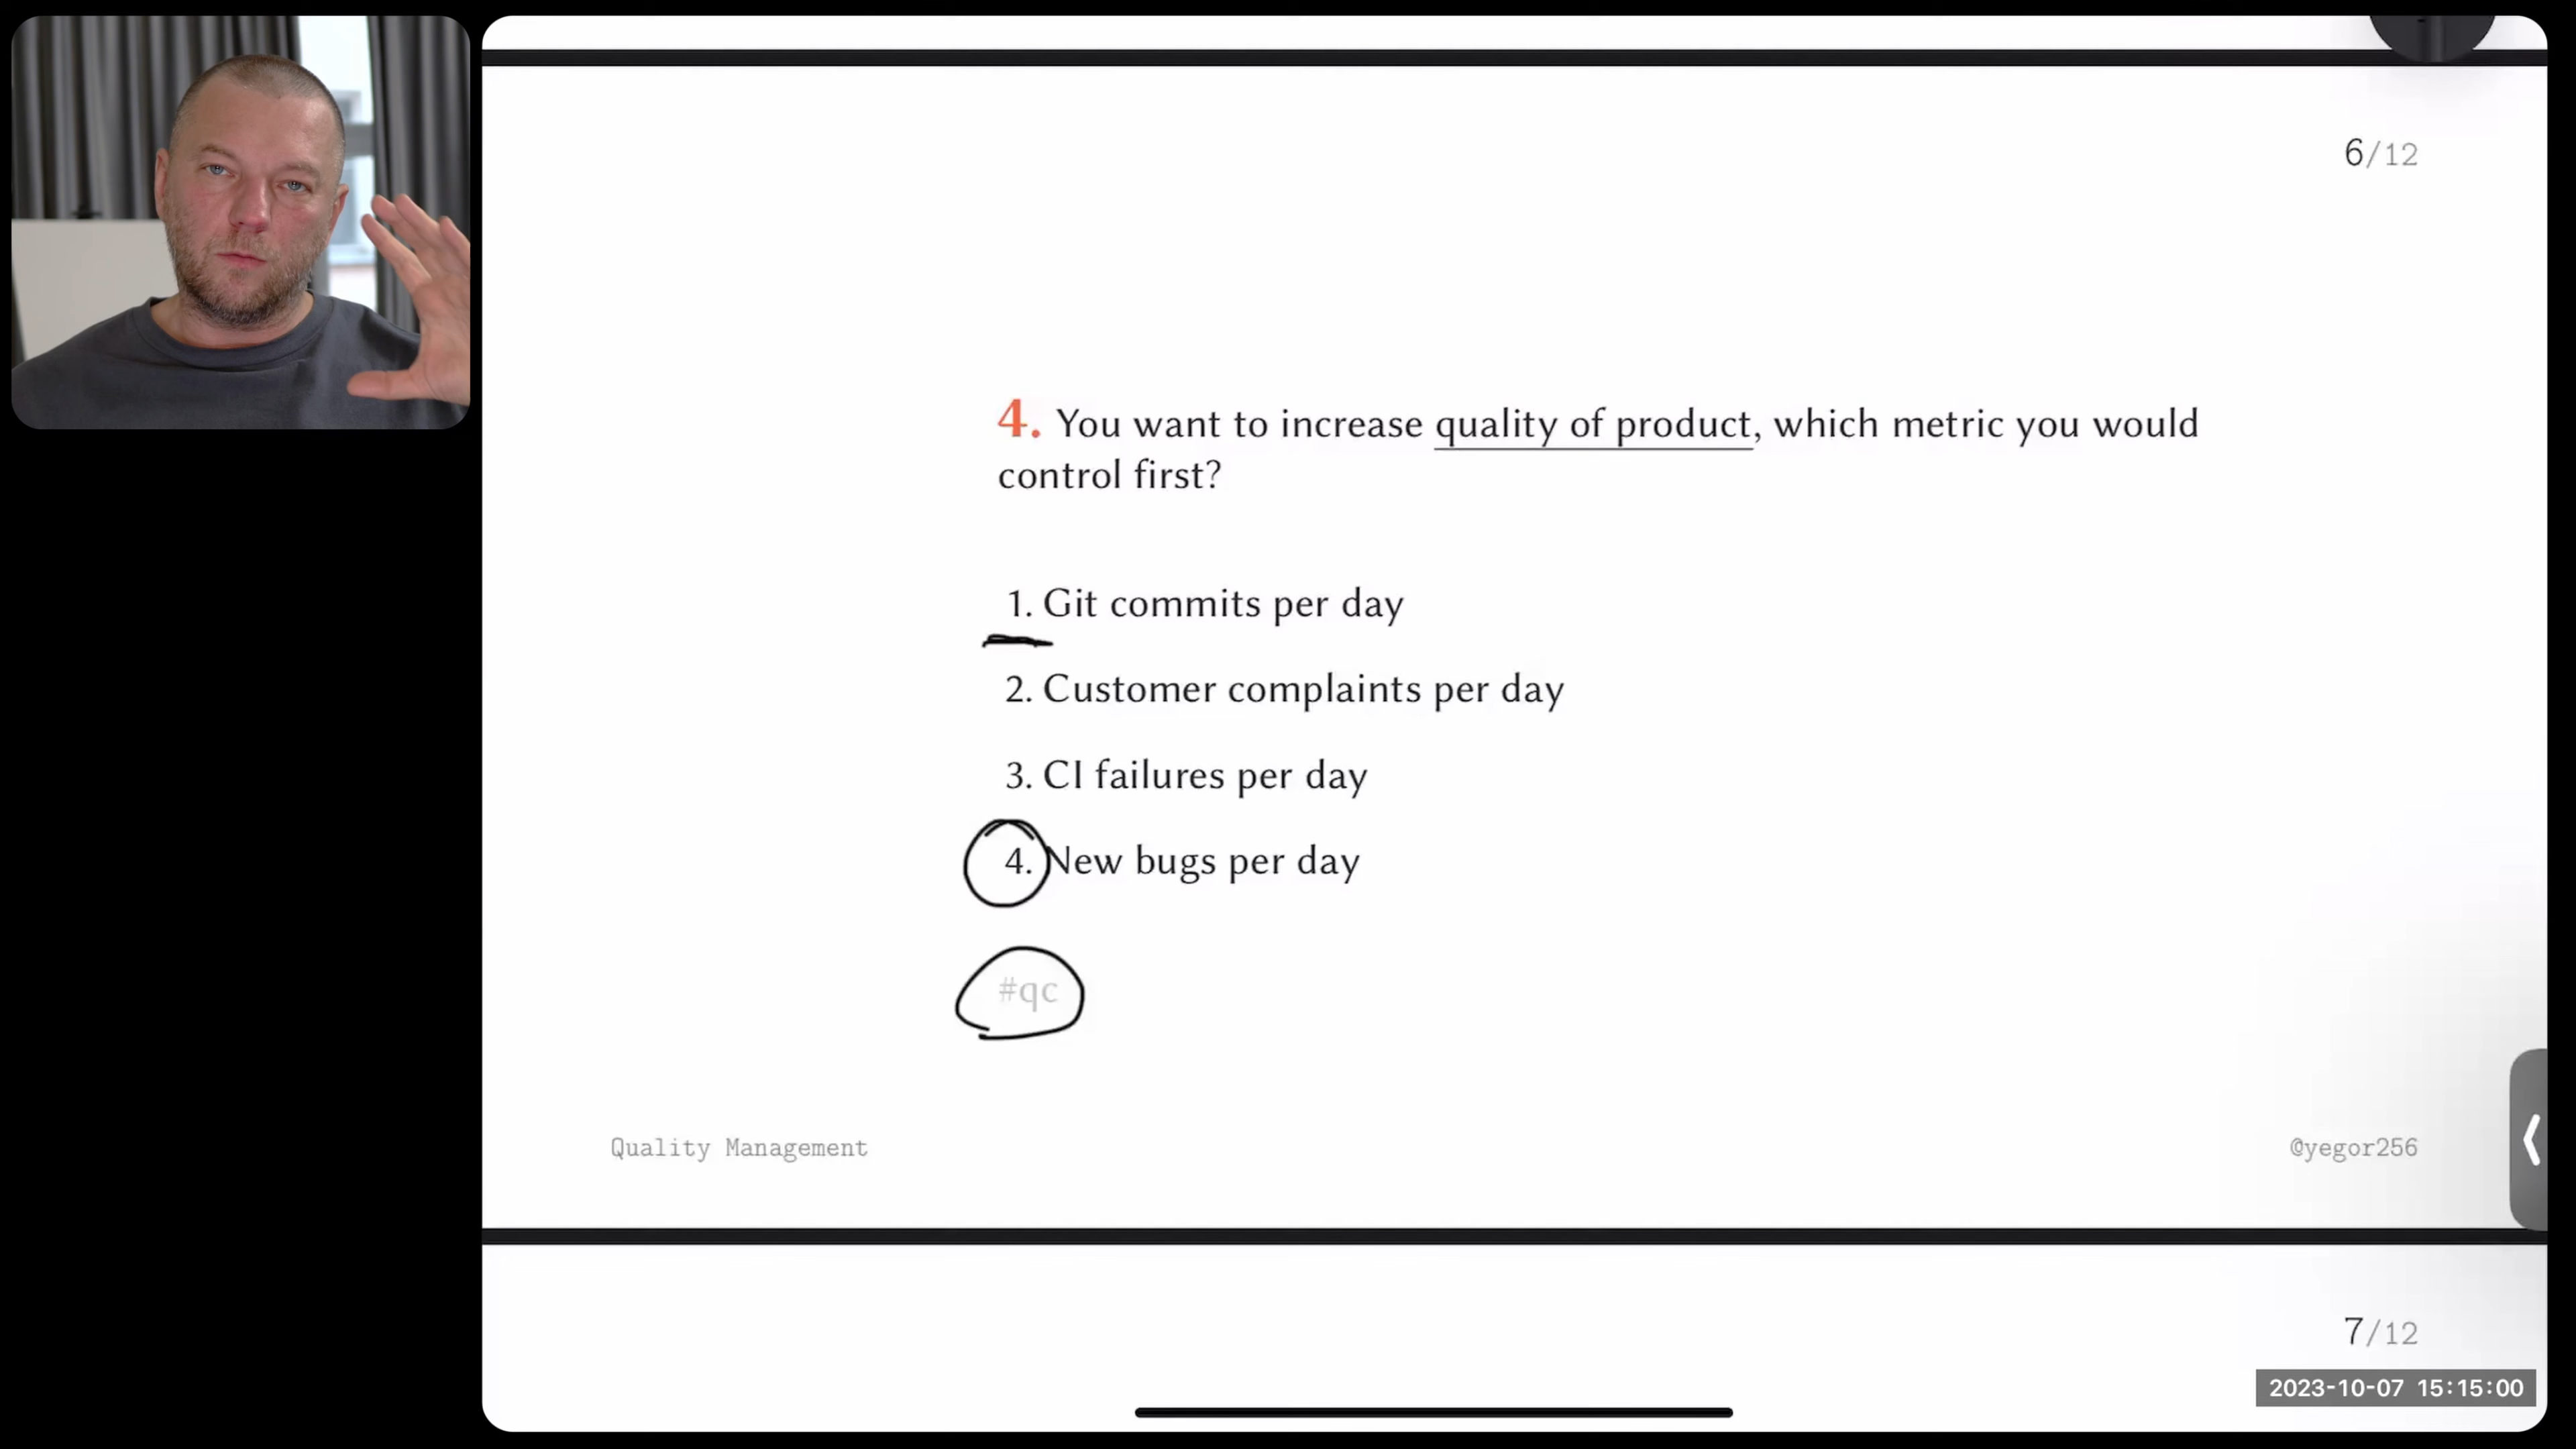 6/12
4. You want to increase quality of product, which metric you would
control first?
1. Git commits per day
2. Customer complaints per day
3. CI failures per day
4. New bugs per day
#qc
Quality Management
@yegor256
7/12
2023-10-07 15:15:00